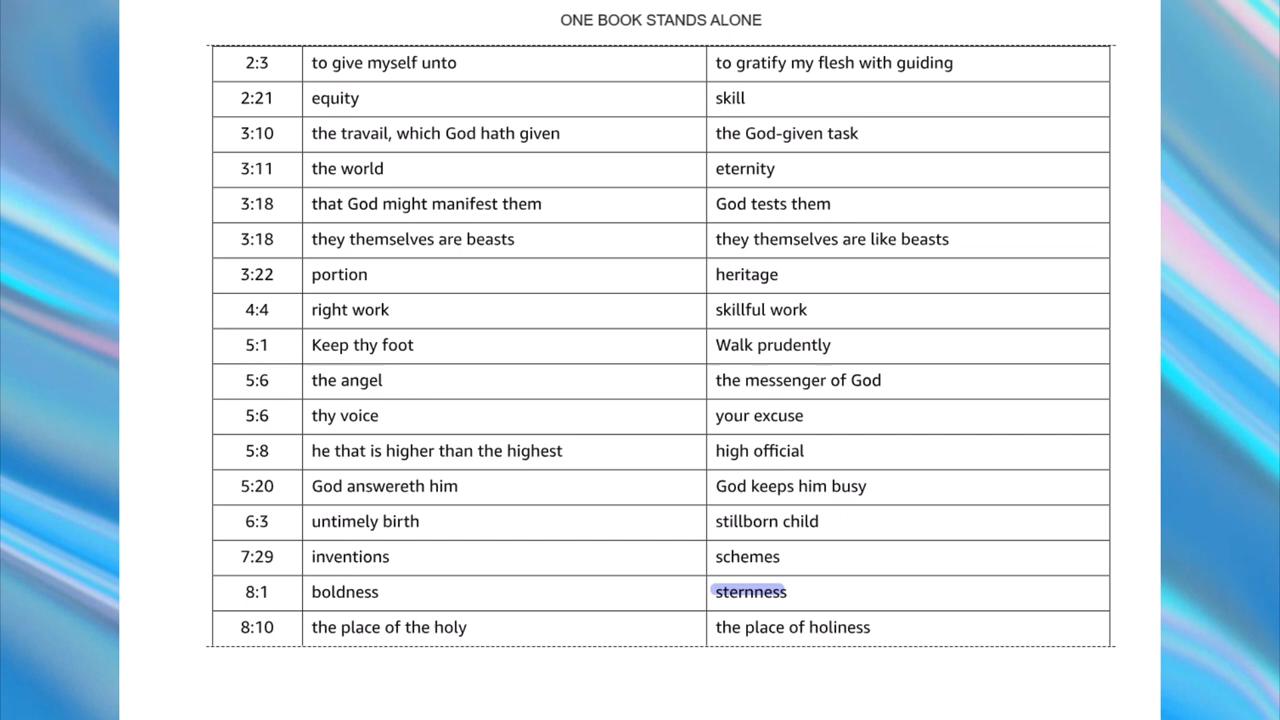 ONE BOOK STANDS ALONE
2:3 to give myself unto to gratify my flesh with guiding
2:21 equity skill
3:10 the travail, which God hath given the God-given task
3:11 the world eternity
3:18 that God might manifest them God tests them
3:18 they themselves are beasts they themselves are like beasts
3:22 portion heritage
4:4 right work skillful work
5:1 Keep thy foot Walk prudently
5:6 the angel the messenger of God
5:6 thy voice your excuse
5:8 he that is higher than the highest high official
5:20 God answereth him God keeps him busy
6:3 untimely birth stillborn child
7:29 inventions schemes
8:1 boldness sternness
8:10 the place of the holy the place of holiness